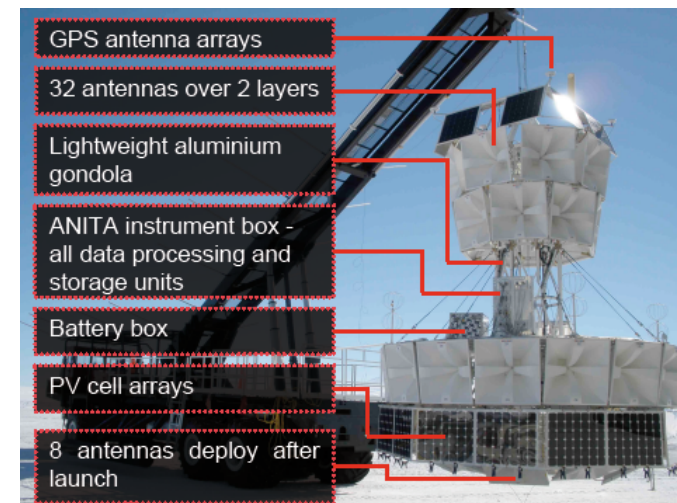 GPS antenna arrays
32 antennas over 2 layers
Lightweight aluminium
gondola
ANITA instrument box -
all data processing and
storage units
Battery box
PV cell arrays
8 antennas deploy after
launch